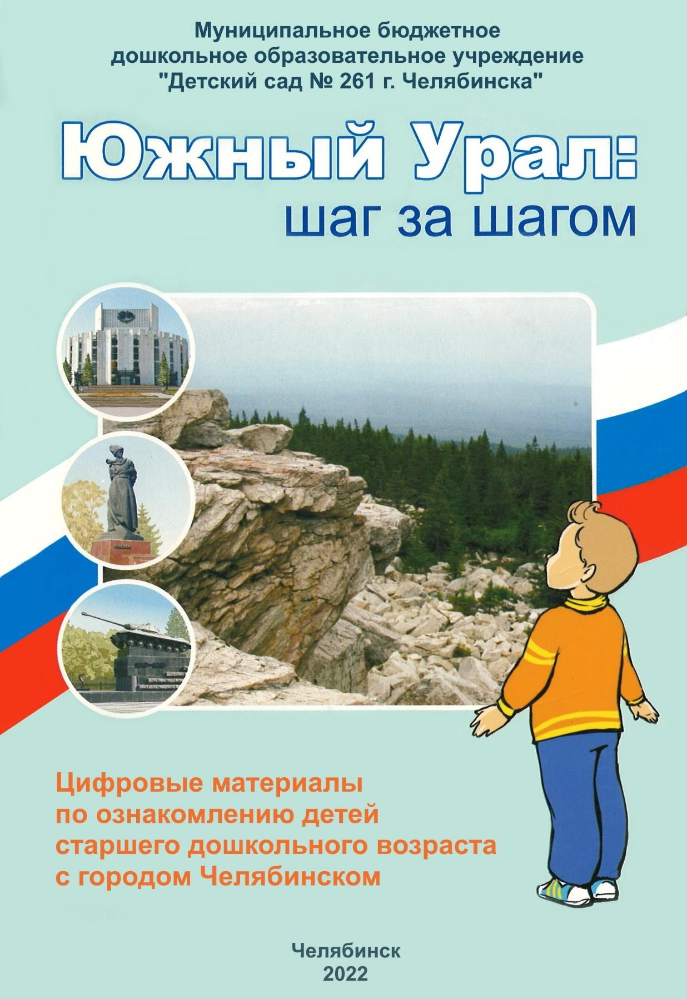 Муниципальное бюджетное
дошкольное образовательное учреждение
"Детский сад № 261 г. Челябинска"
Южный Урал:
шаг за шагом
Цифровые материалы
по ознакомлению детей
старшего дошкольного возраста
с городом Челябинском
Челябинск
2022